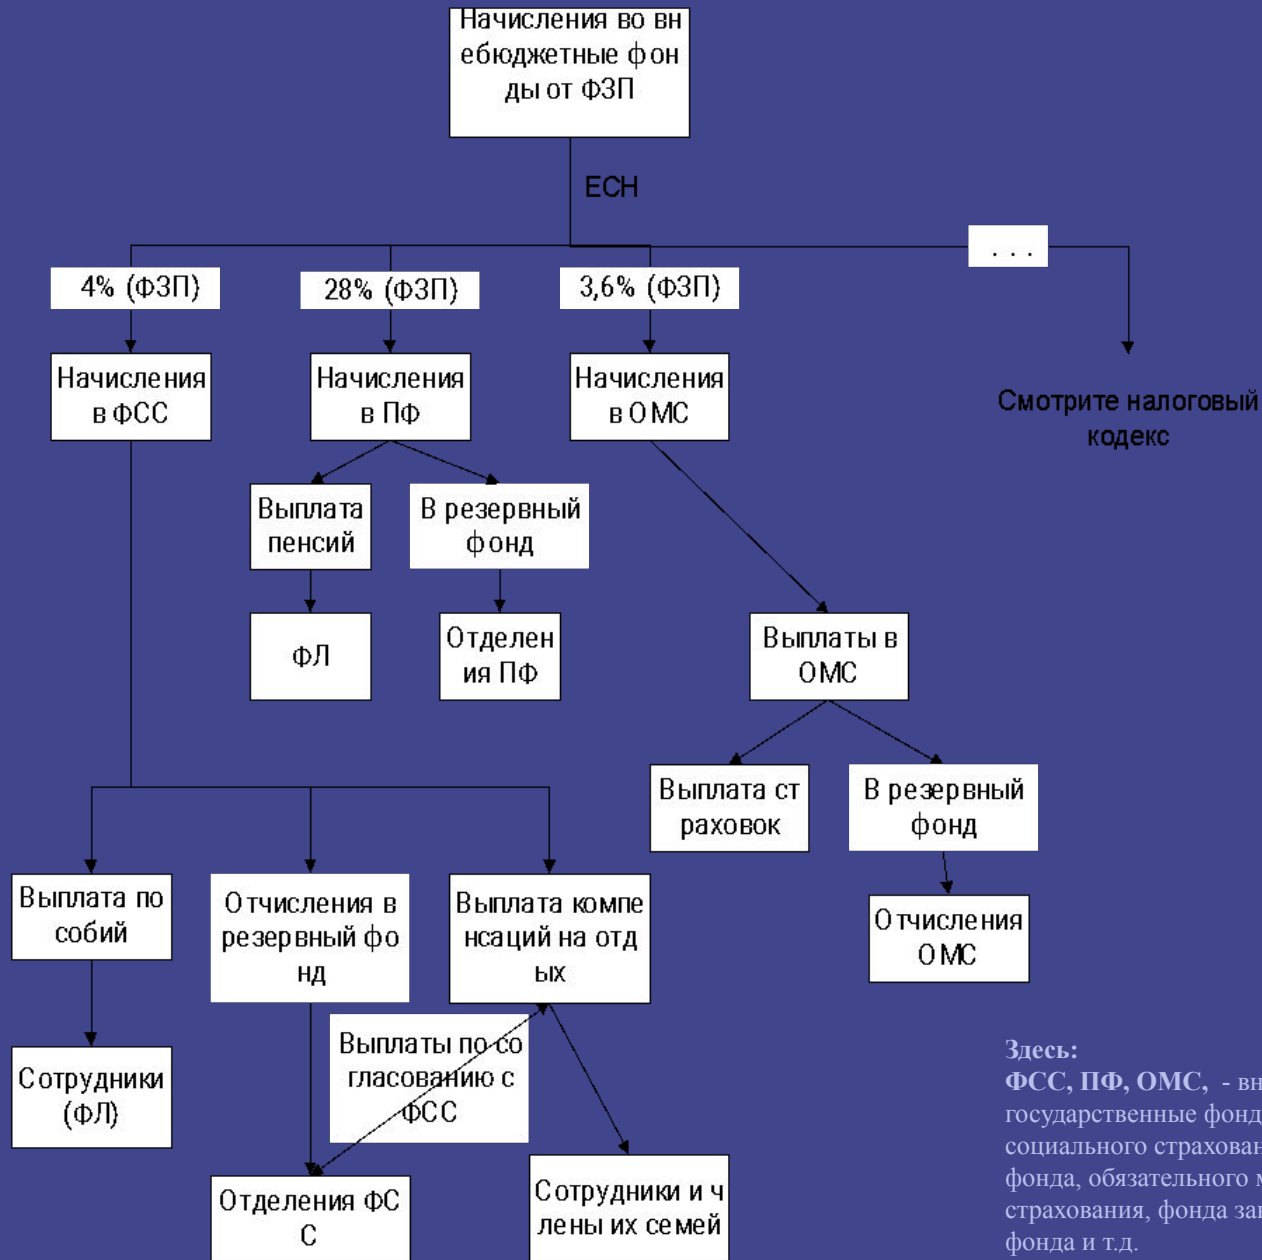 Начисления во вн
ебюджетные фон
ды от ФЗП
ЕСН
. . .
4% (ФЗП)
28% (ФЗП)
3,6% (ФЗП)
Начисления
в ФСС
Начисления
в ПФ
Начисления
в ОМС
Смотрите налоговый
кодекс
Выплата
пенсий
В резервный
фонд
ФЛ
Отделен
ия ПФ
Выплаты в
ОМС
Выплата ст
раховок
В резервный
фонд
Отчисления
ОМС
Выплата по
собий
Отчисления в
резервный фо
нд
Выплата компе
нсаций на отд
ых
Выплаты по со
гласованию с
ФСС
Сотрудники
(ФЛ)
Отделения ФС
С
Сотрудники и ч
лены их семей
Здесь:
ФСС, ПФ, ОМС, - вн
государственные фонд
социального страхован
фонда, обязательного м
страхования, фонда зан
фонда и т.д.